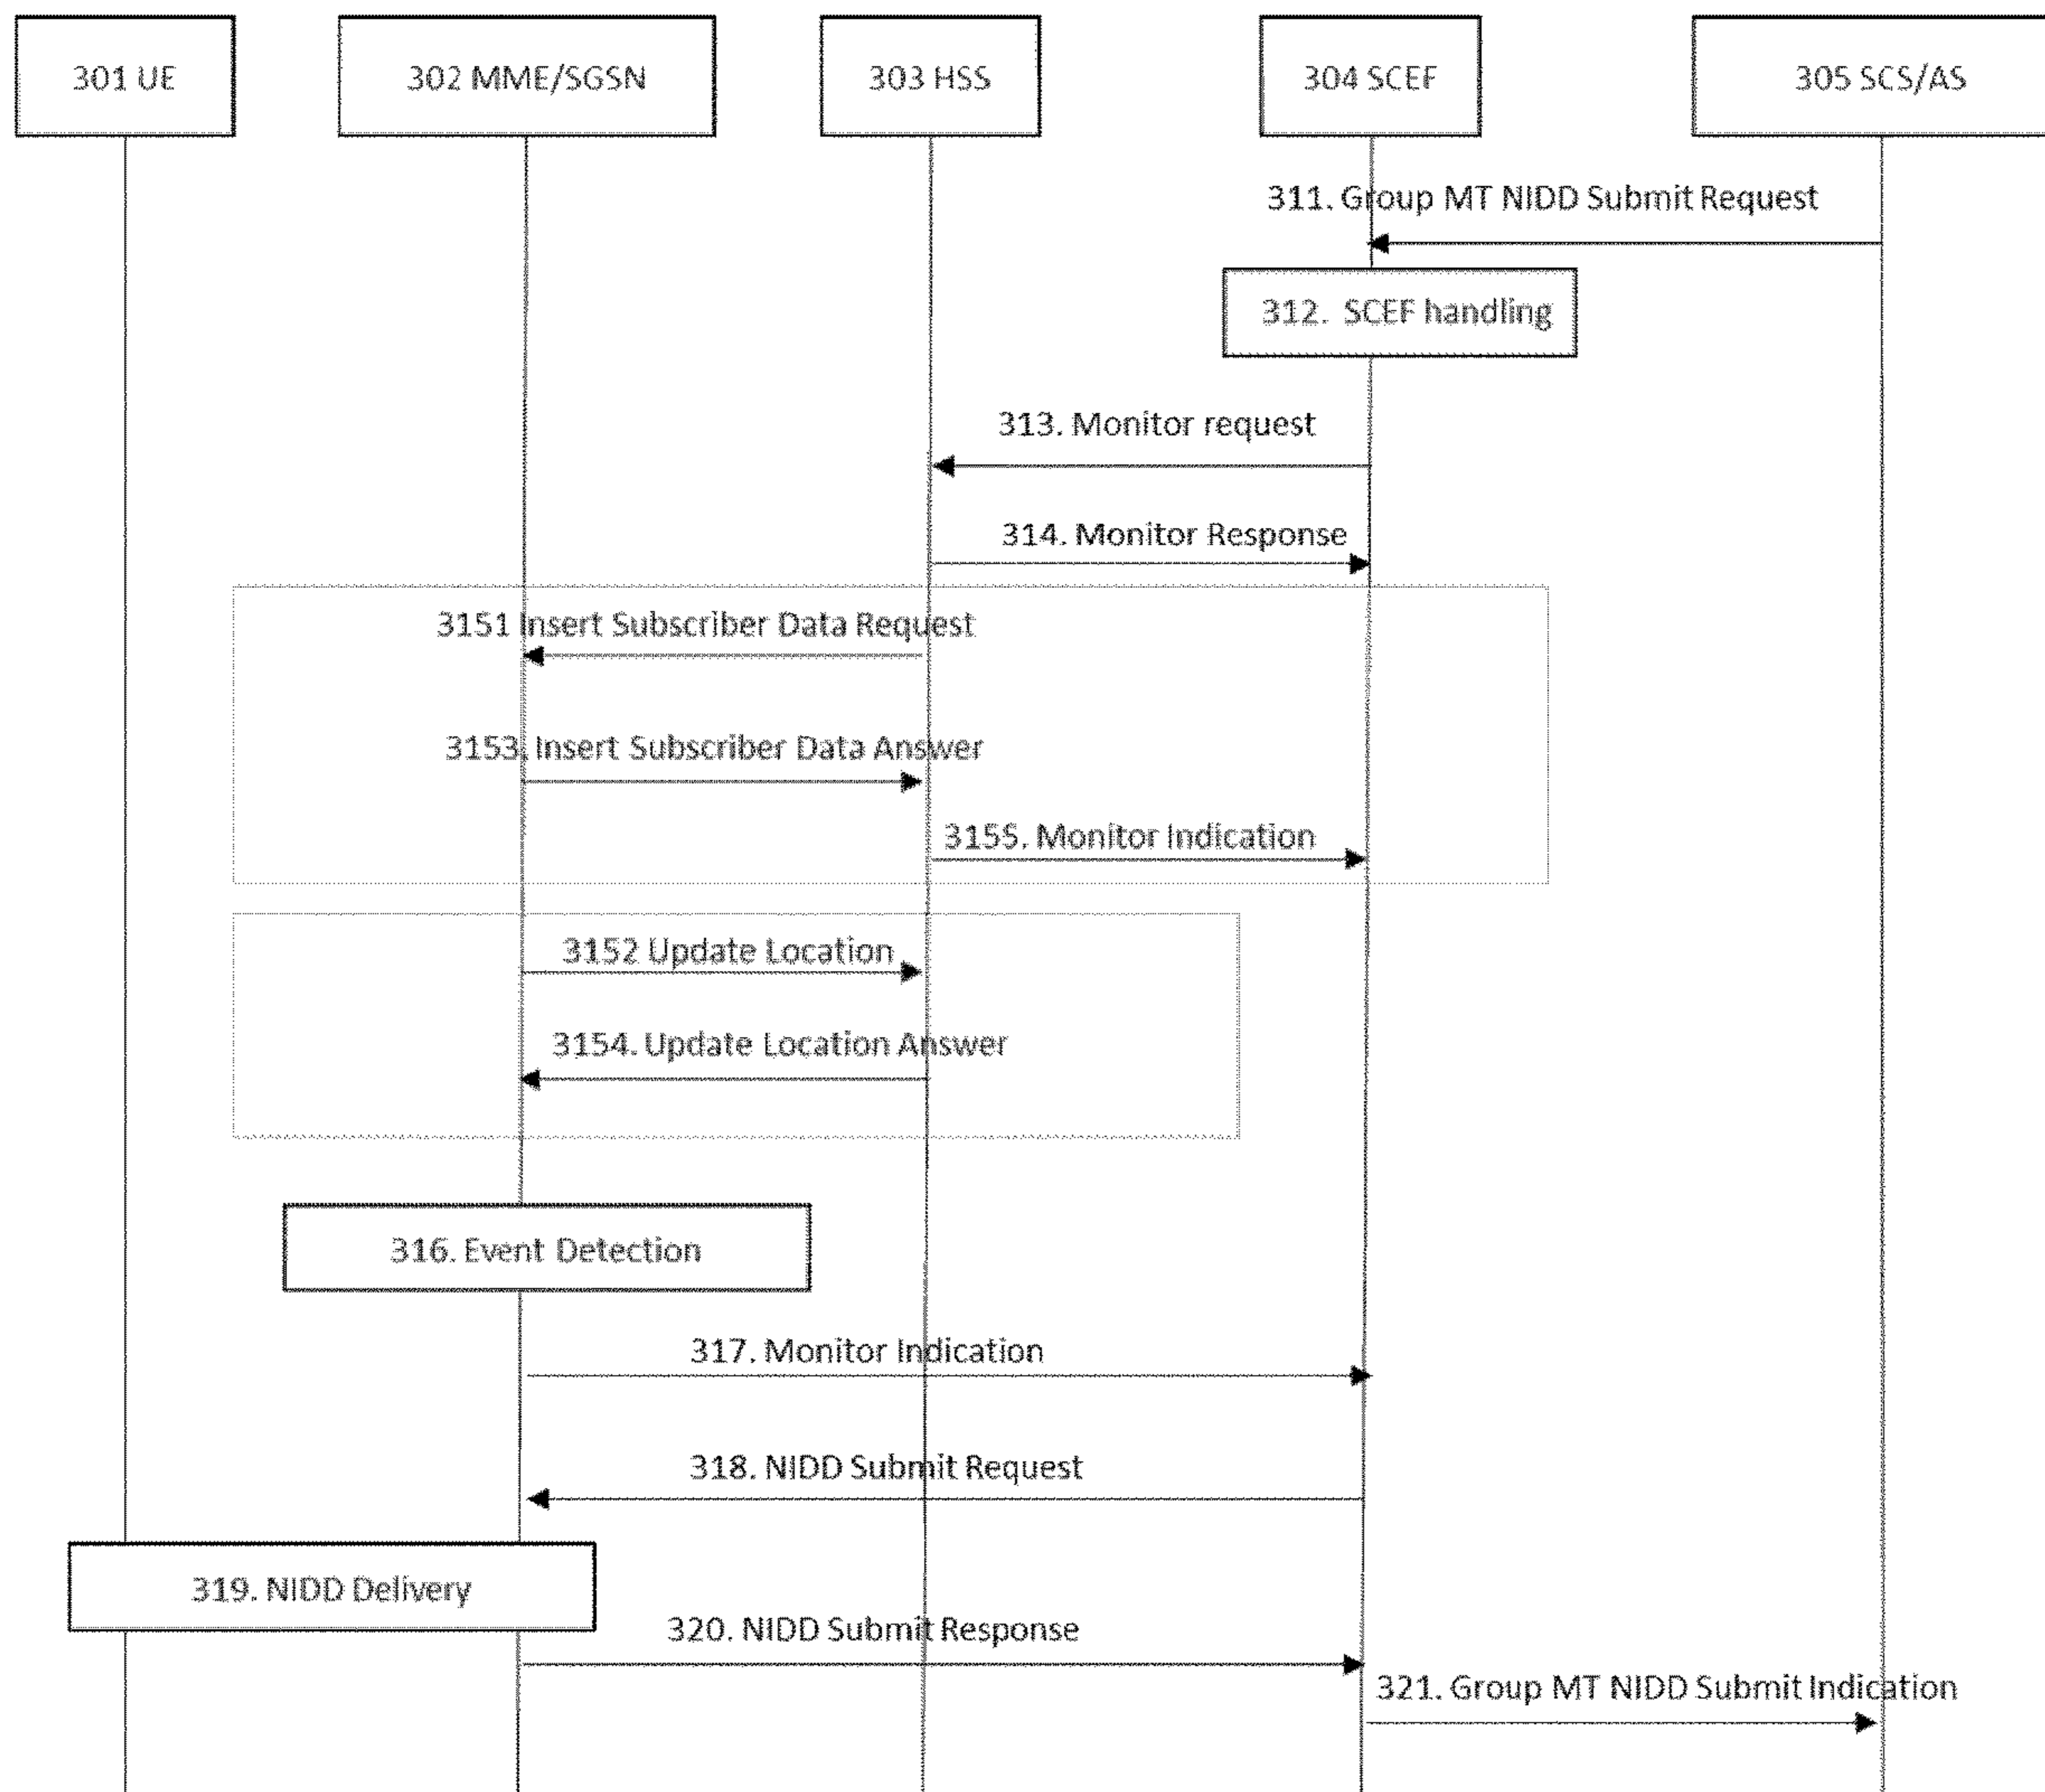 301 UE
302 MME/SGSN
303 HSS
304 SCEF
305 SCS/AS
311. Group MT NIDD Submit Request
312. SCEF handling
313. Monitor request
314. Monitor Response
3151 Insert Subscriber Data Request
3153. Insert Subscriber Data Answer
3155. Monitor Indication
3152 Update Location
3154. Update Location Answer
316. Event Detection
317. Monitor Indication
318. NIDD Submit Request
319. NIDD Delivery
320. NIDD Submit Response
321. Group MT NIDD Submit Indication